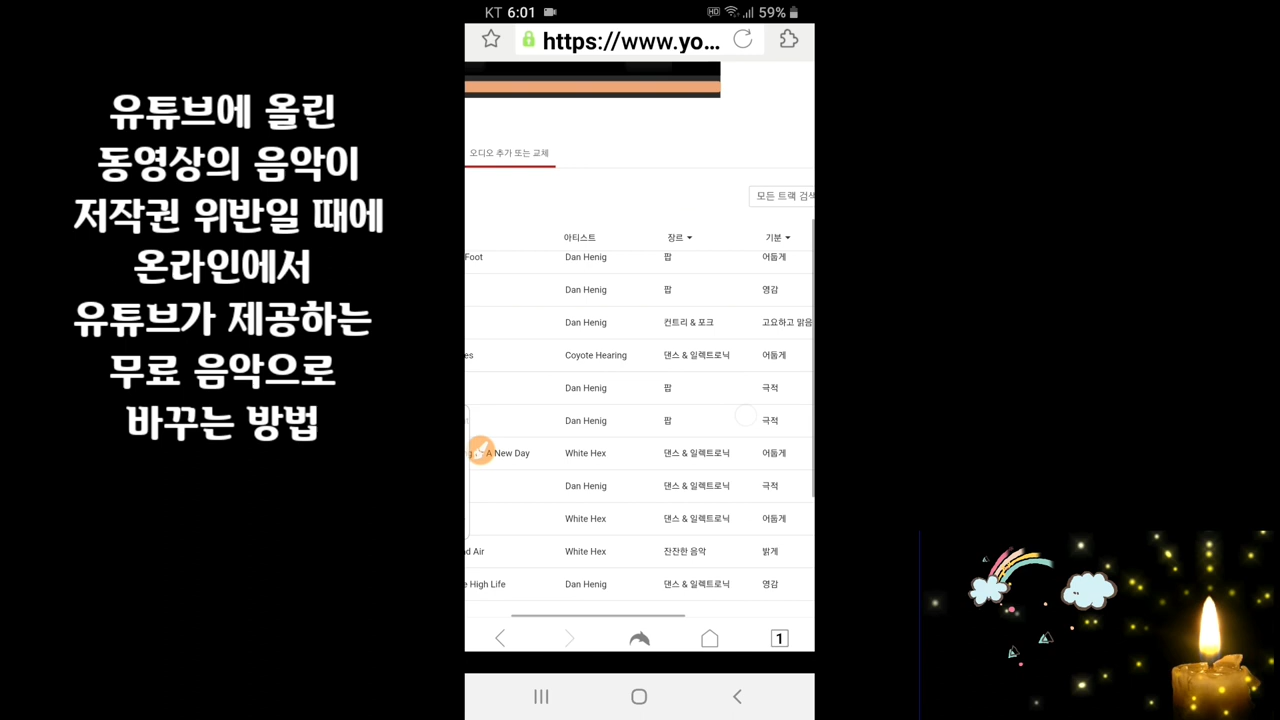 유튜브에 올린
동영상의 음악이
저작권 위반일 때에
온라인에서
유튜브가 제공하는
무료 음악으로
바꾸는 방법
KT 6:01 59%
https://www.yo...
오디오 추가 또는 교체
모든 트랙 검색
아티스트 장르 기분
Foot Dan Henig 팝 어둡게
Dan Henig 팝 영감
Dan Henig 컨트리 & 포크 고요하고 맑음
es Coyote Hearing 댄스 & 일렉트로닉 어둡게
Dan Henig 팝 극적
Dan Henig 팝 극적
A New Day White Hex 댄스 & 일렉트로닉 어둡게
Dan Henig 댄스 & 일렉트로닉 극적
White Hex 댄스 & 일렉트로닉 어둡게
d Air White Hex 잔잔한 음악 밝게
e High Life Dan Henig 댄스 & 일렉트로닉 영감
1